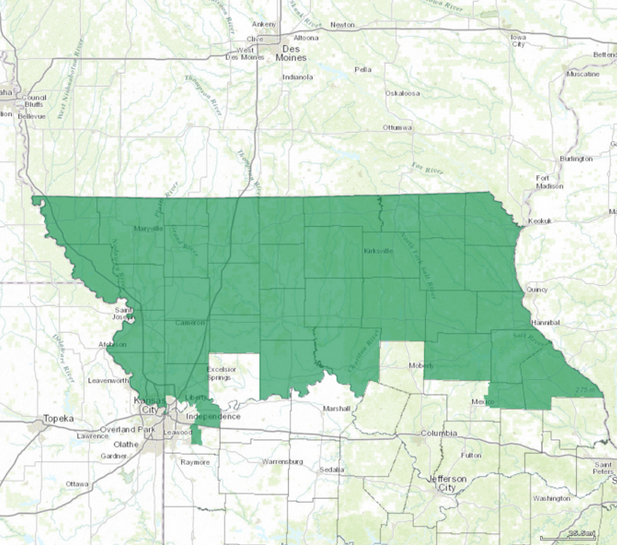 Ankeny
Newton
Clive
Altoona
West
Des Moines
Des
Moines
Iowa
City
Indianola
Pella
Muscatine
Council
Bluffs
Bellevue
Oskaloosa
Ottumwa
Burlington
Fox River
Fort
Madison
Keokuk
Maryville
Kirksville
Quincy
Hannibal
Saint
Joseph
Cameron
Atchison
Excelsior
Springs
Moberly
Leavenworth
Kansas
City
Liberty
Independence
Marshall
Topeka
Lawrence
Overland Park
Leawood
Olathe
Gardner
Raymore
Warrensburg
Sedalia
Columbia
Fulton
Jefferson
City
Ottawa
Washington
Saint
Peters